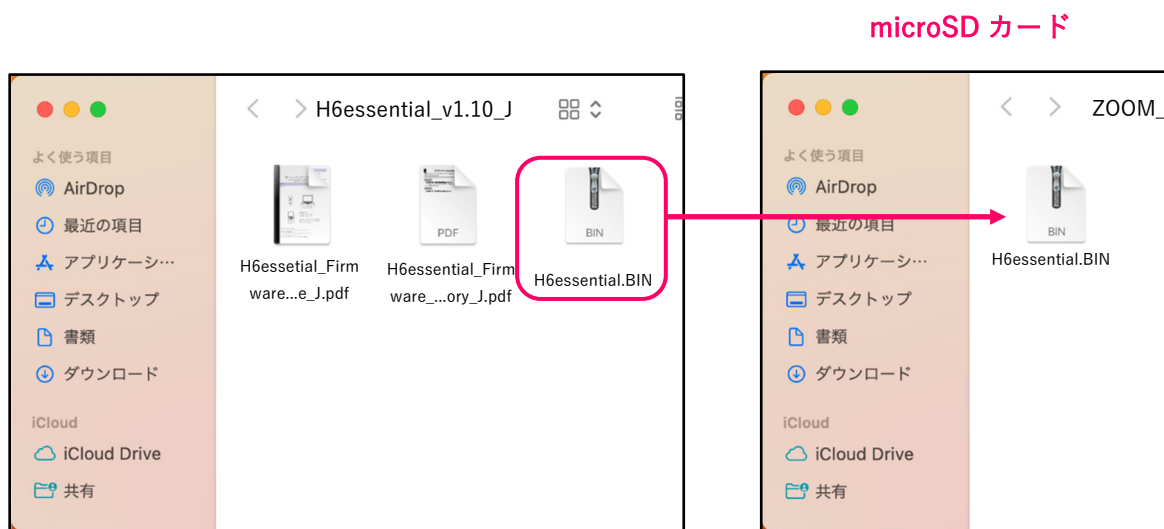 microSD カード
H6essential_v1.10_J
よく使う項目
AirDrop
最近の項目
アプリケーシ…
デスクトップ
書類
ダウンロード
iCloud
iCloud Drive
共有
PDF
BIN
H6essetial_Firm
ware...e_J.pdf
H6essential_Firm
ware_...ory_J.pdf
H6essential.BIN
ZOOM_
よく使う項目
AirDrop
最近の項目
アプリケーシ…
デスクトップ
書類
ダウンロード
iCloud
iCloud Drive
共有
BIN
H6essential.BIN